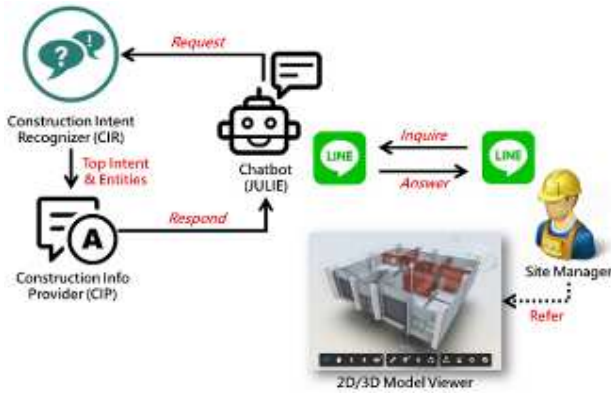 Request
?
!
Construction Intent
Recognizer (CIR)
Top Intent
& Entities
Chatbot
(JULIE)
LINE
Inquire
Answer
LINE
Respond
A
Construction Info
Provider (CIP)
Site Manager
Refer
2D/3D Model Viewer